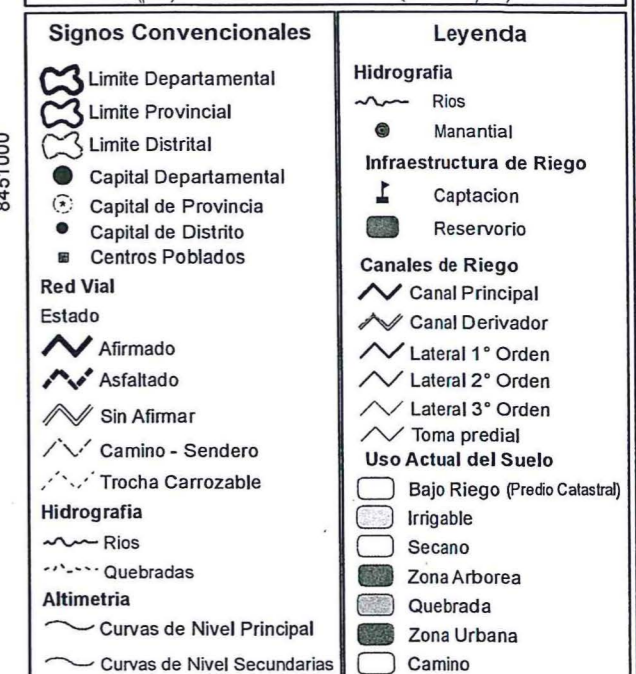 8451000
Signos Convencionales
Limite Departamental
Limite Provincial
Limite Distrital
Capital Departamental
Capital de Provincia
Capital de Distrito
Centros Poblados
Red Vial
Estado
Afirmado
Asfaltado
Sin Afirmar
Camino - Sendero
Trocha Carrozable
Hidrografia
Rios
Quebradas
Altimetria
Curvas de Nivel Principal
Curvas de Nivel Secundarias
Leyenda
Hidrografia
Rios
Manantial
Infraestructura de Riego
Captacion
Reservorio
Canales de Riego
Canal Principal
Canal Derivador
Lateral 1° Orden
Lateral 2° Orden
Lateral 3° Orden
Toma predial
Uso Actual del Suelo
Bajo Riego (Predio Catastral)
Irrigable
Secano
Zona Arborea
Quebrada
Zona Urbana
Camino